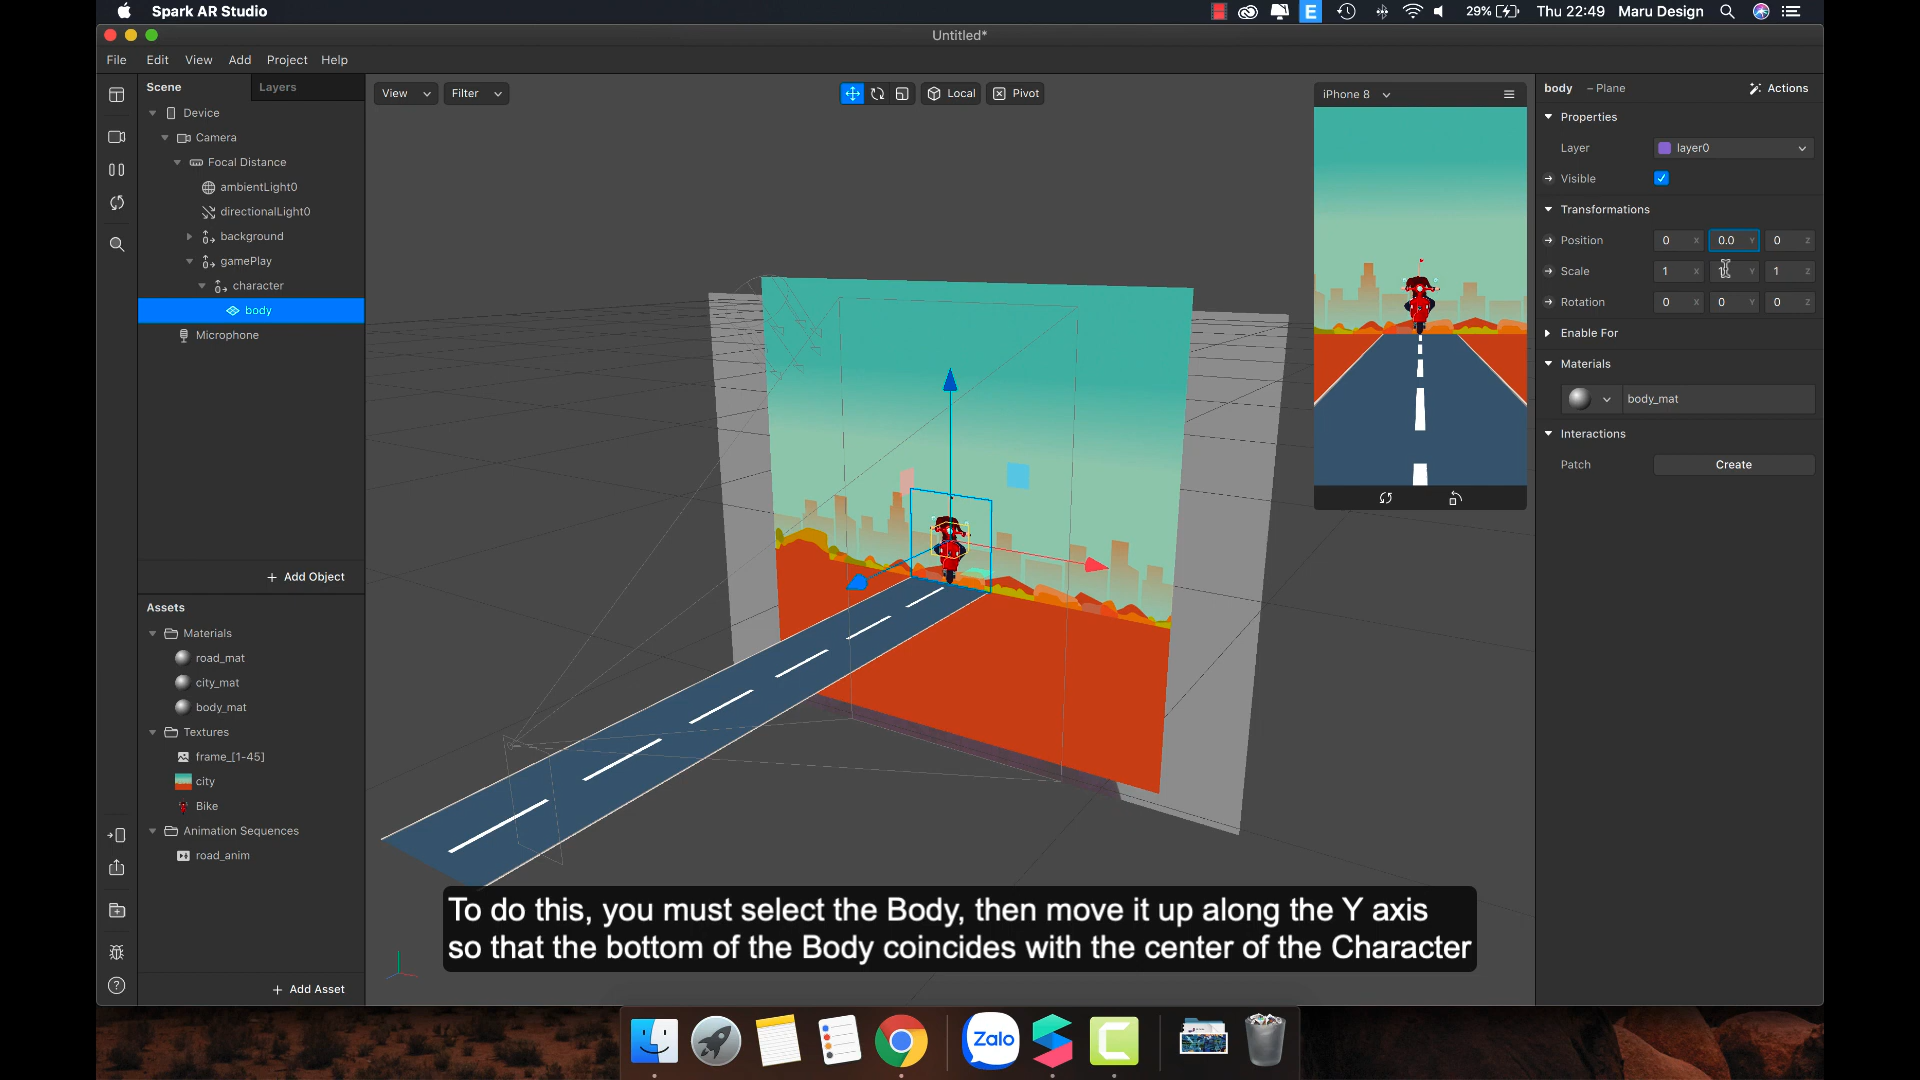 Spark AR Studio
29%
Thu 22:49
Maru Design
Untitled*
File
Edit
View
Add
Project
Help
Scene
Layers
Device
Camera
Focal Distance
ambientLight0
directionalLight0
background
gamePlay
character
body
Microphone
+ Add Object
Assets
Materials
road_mat
city_mat
body_mat
Textures
frame_[1-45]
city
Bike
Animation Sequences
road_anim
+ Add Asset
View
Filter
Local
Pivot
iPhone 8
body – Plane
Actions
Properties
Layer
layer0
Visible
Transformations
Position
0 X
0.0 Y
0 Z
Scale
1 X
1 Y
1 Z
Rotation
0 X
0 Y
0 Z
Enable For
Materials
body_mat
Interactions
Patch
Create
To do this, you must select the Body, then move it up along the Y axis
so that the bottom of the Body coincides with the center of the Character
Zalo